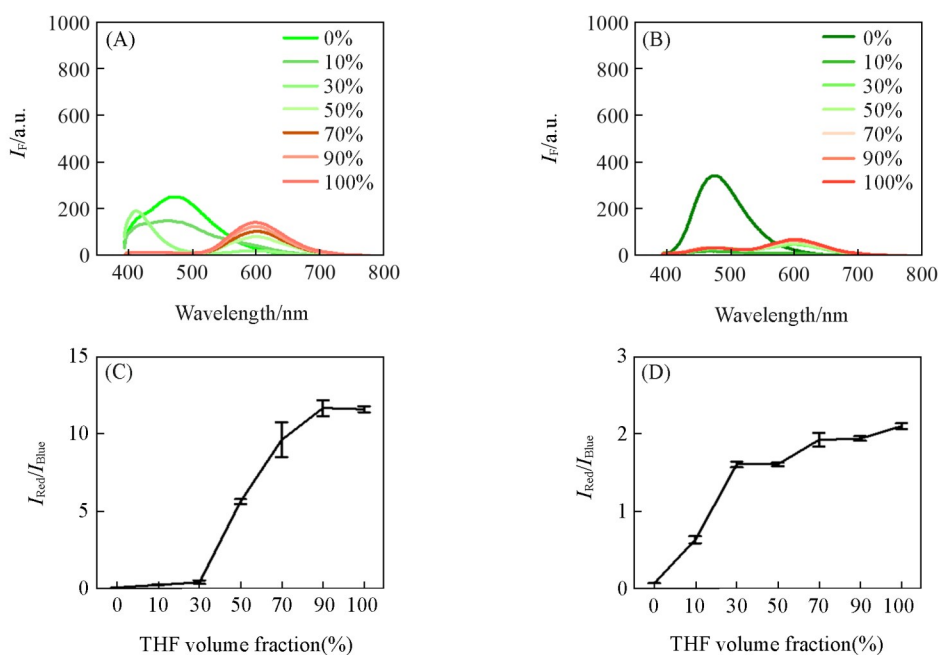 (A)
1000
800
600
400
200
0
I_F/a.u.
0%
10%
30%
50%
70%
90%
100%
400 500 600 700 800
Wavelength/nm
(B)
1000
800
600
400
200
0
I_F/a.u.
0%
10%
30%
50%
70%
90%
100%
400 500 600 700 800
Wavelength/nm
(C)
15
10
5
0
I_Red/I_Blue
0 10 30 50 70 90 100
THF volume fraction(%)
(D)
3
2
1
0
I_Red/I_Blue
0 10 30 50 70 90 100
THF volume fraction(%)